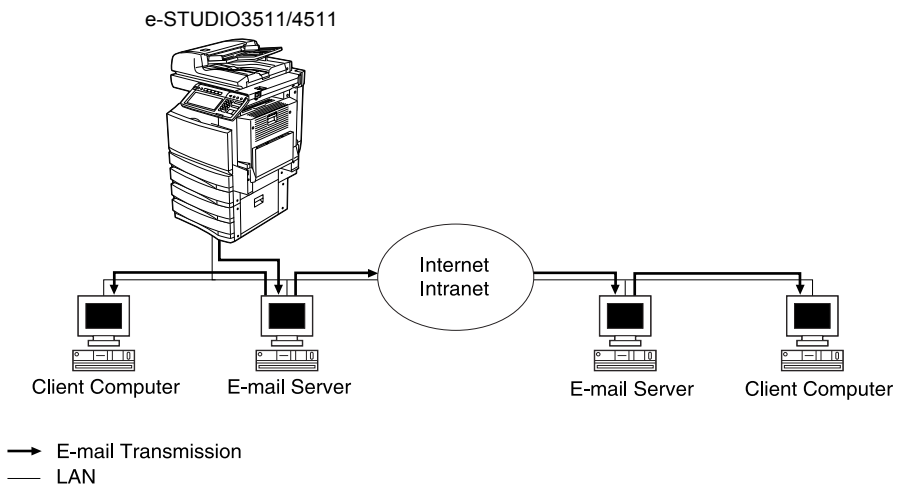 e-STUDIO3511/4511
Internet
Intranet
Client Computer
E-mail Server
E-mail Server
Client Computer
E-mail Transmission
LAN